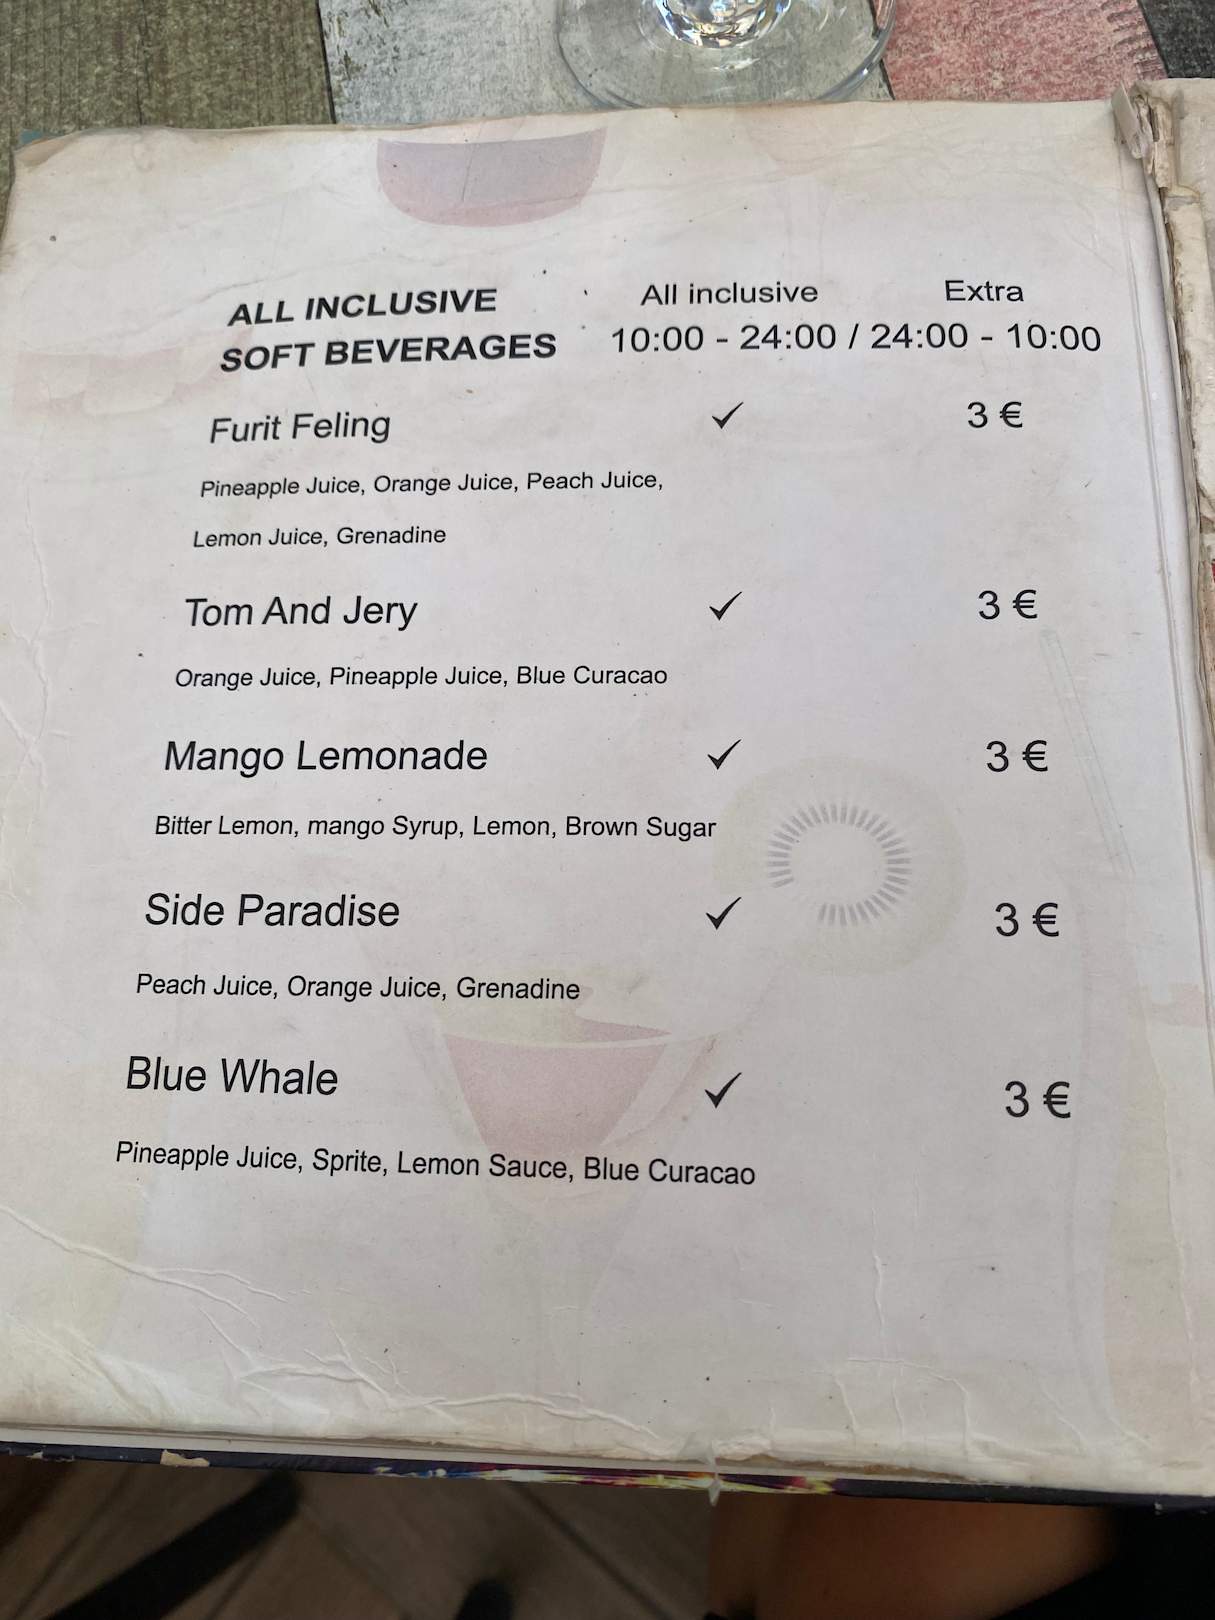 ALL INCLUSIVE All inclusive Extra
SOFT BEVERAGES 10:00 - 24:00 / 24:00 - 10:00
Furit Feling ✓ 3 €
Pineapple Juice, Orange Juice, Peach Juice,
Lemon Juice, Grenadine
Tom And Jery ✓ 3 €
Orange Juice, Pineapple Juice, Blue Curacao
Mango Lemonade ✓ 3 €
Bitter Lemon, mango Syrup, Lemon, Brown Sugar
Side Paradise ✓ 3 €
Peach Juice, Orange Juice, Grenadine
Blue Whale ✓ 3 €
Pineapple Juice, Sprite, Lemon Sauce, Blue Curacao